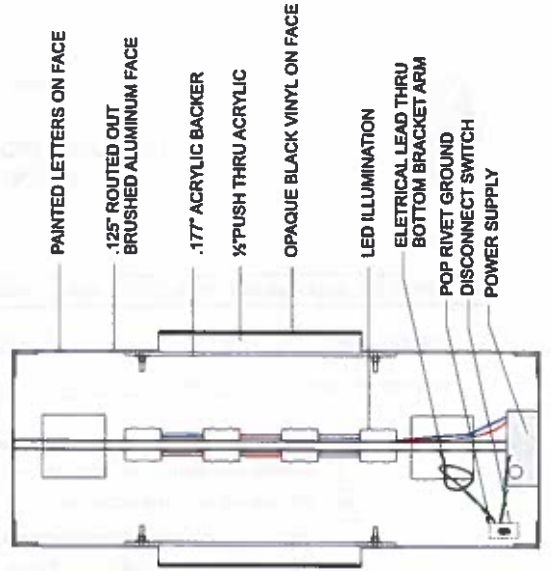 PAINTED LETTERS ON FACE
.125" ROUTED OUT
BRUSHED ALUMINUM FACE
.177" ACRYLIC BACKER
½"PUSH THRU ACRYLIC
OPAQUE BLACK VINYL ON FACE
LED ILLUMINATION
ELETRICAL LEAD THRU
BOTTOM BRACKET ARM
POP RIVET GROUND
DISCONNECT SWITCH
POWER SUPPLY